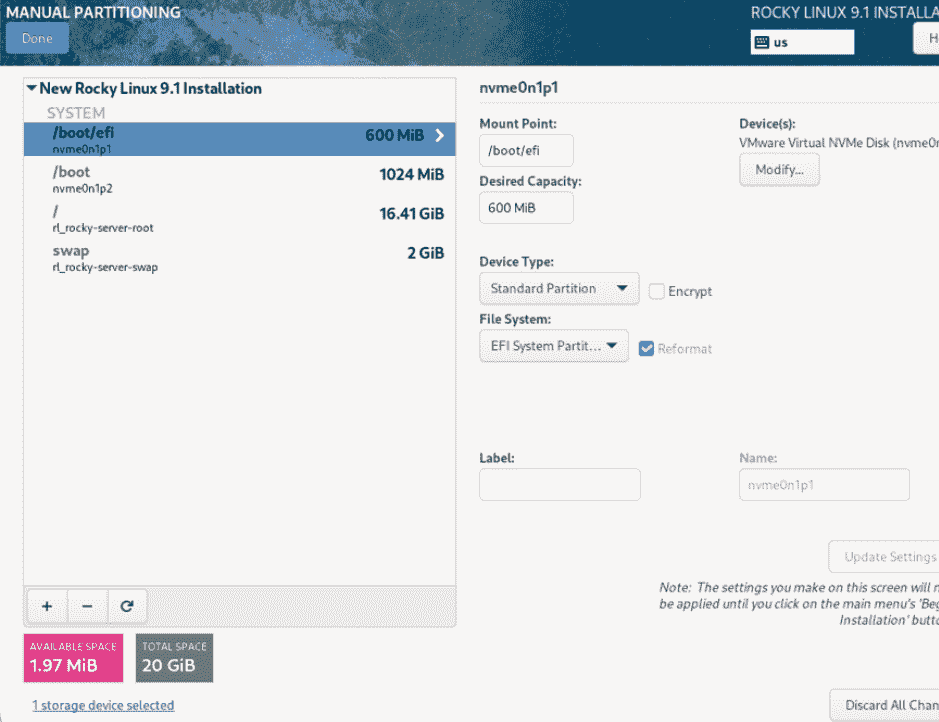 MANUAL PARTITIONING
ROCKY LINUX 9.1 INSTALLA
Done
us
H
New Rocky Linux 9.1 Installation
SYSTEM
/boot/efi
600 MiB
nvme0n1p1
/boot
1024 MiB
nvme0n1p2
/
16.41 GiB
rl_rocky-server-root
swap
2 GiB
rl_rocky-server-swap
+ −
AVAILABLE SPACE
1.97 MiB
TOTAL SPACE
20 GiB
1 storage device selected
nvme0n1p1
Mount Point:
/boot/efi
Desired Capacity:
600 MiB
Device(s):
VMware Virtual NVMe Disk (nvme0n
Modify...
Device Type:
Standard Partition
Encrypt
File System:
EFI System Partit...
Reformat
Label:
Name:
nvme0n1p1
Update Settings
Note: The settings you make on this screen will n
be applied until you click on the main menu's 'Beg
Installation' butto
Discard All Chan